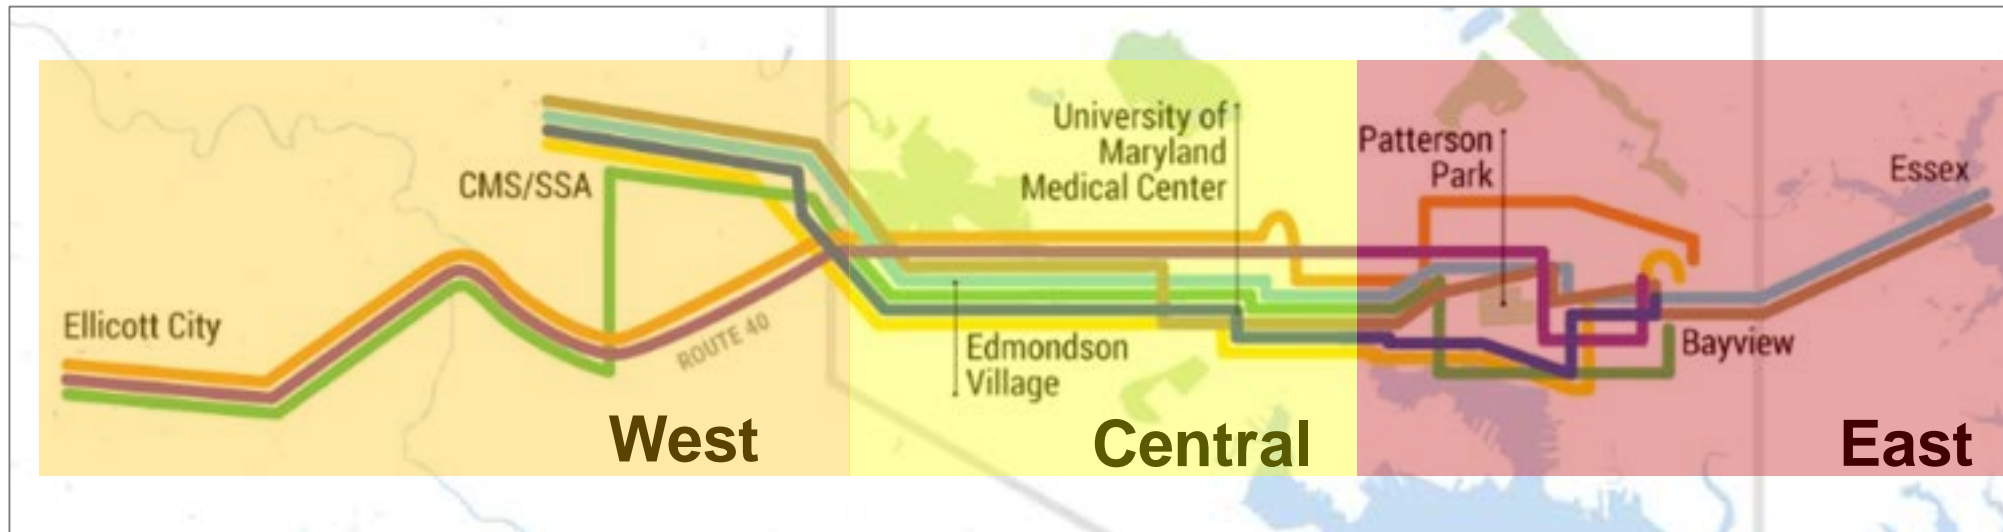 Ellicott City
CMS/SSA
ROUTE 40
West
University of
Maryland
Medical Center
Edmondson
Village
Central
Patterson
Park
Essex
Bayview
East